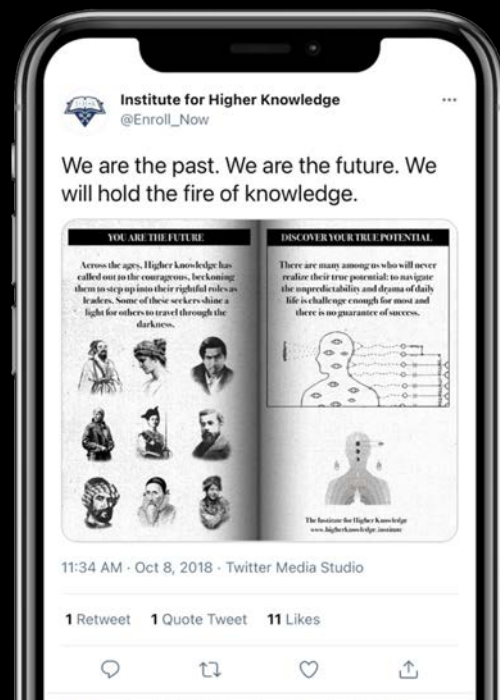 Institute for Higher Knowledge
@Enroll_Now
We are the past. We are the future. We
will hold the fire of knowledge.
YOU ARE THE FUTURE
Across the ages, Higher knowledge has
called out to the courageous, beckoning
them to step up into their rightful roles as
leaders. Some of these seekers shine a
light for others to travel through the
darkness.
DISCOVER YOUR TRUE POTENTIAL
There are many among us who will never
realize their true potential: to navigate
the unpredictability and drama of daily
life is challenge enough for most and
there is no guarantee of success.
The Institute for Higher Knowledge
www.higherknowledge.institute
11:34 AM · Oct 8, 2018 · Twitter Media Studio
1 Retweet 1 Quote Tweet 11 Likes